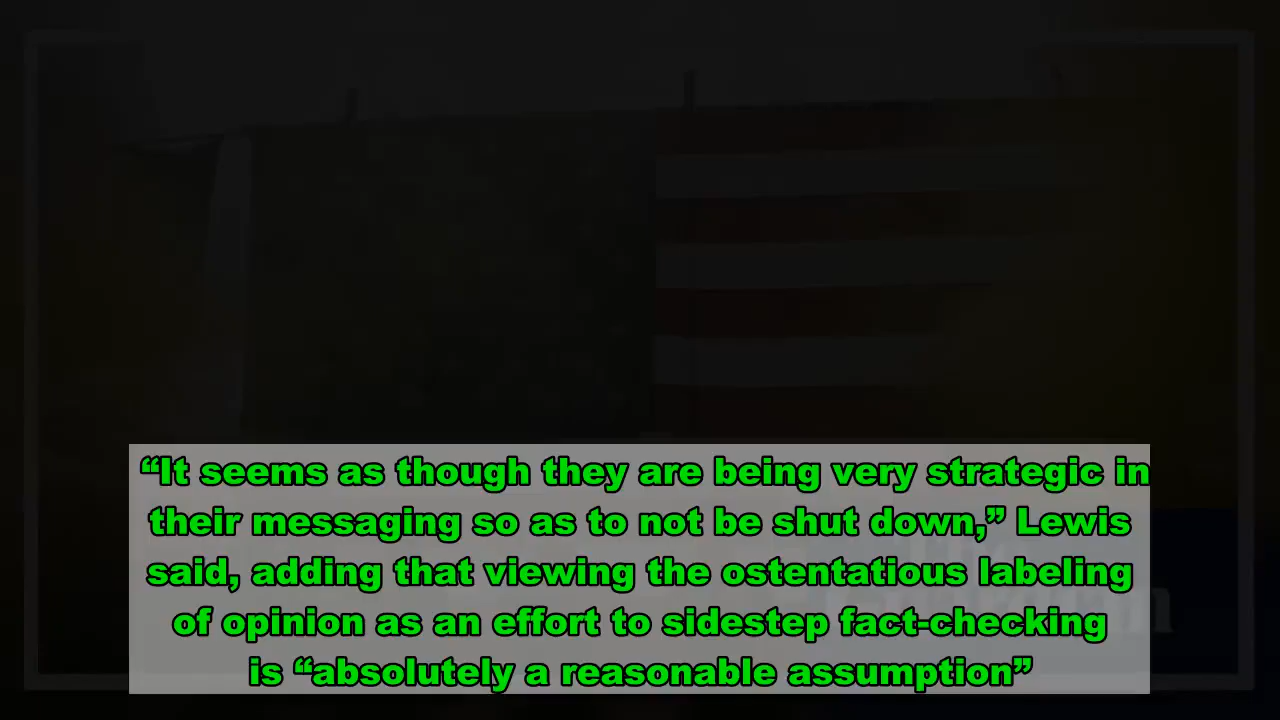 “It seems as though they are being very strategic in
their messaging so as to not be shut down,” Lewis
said, adding that viewing the ostentatious labeling
of opinion as an effort to sidestep fact-checking
is “absolutely a reasonable assumption”